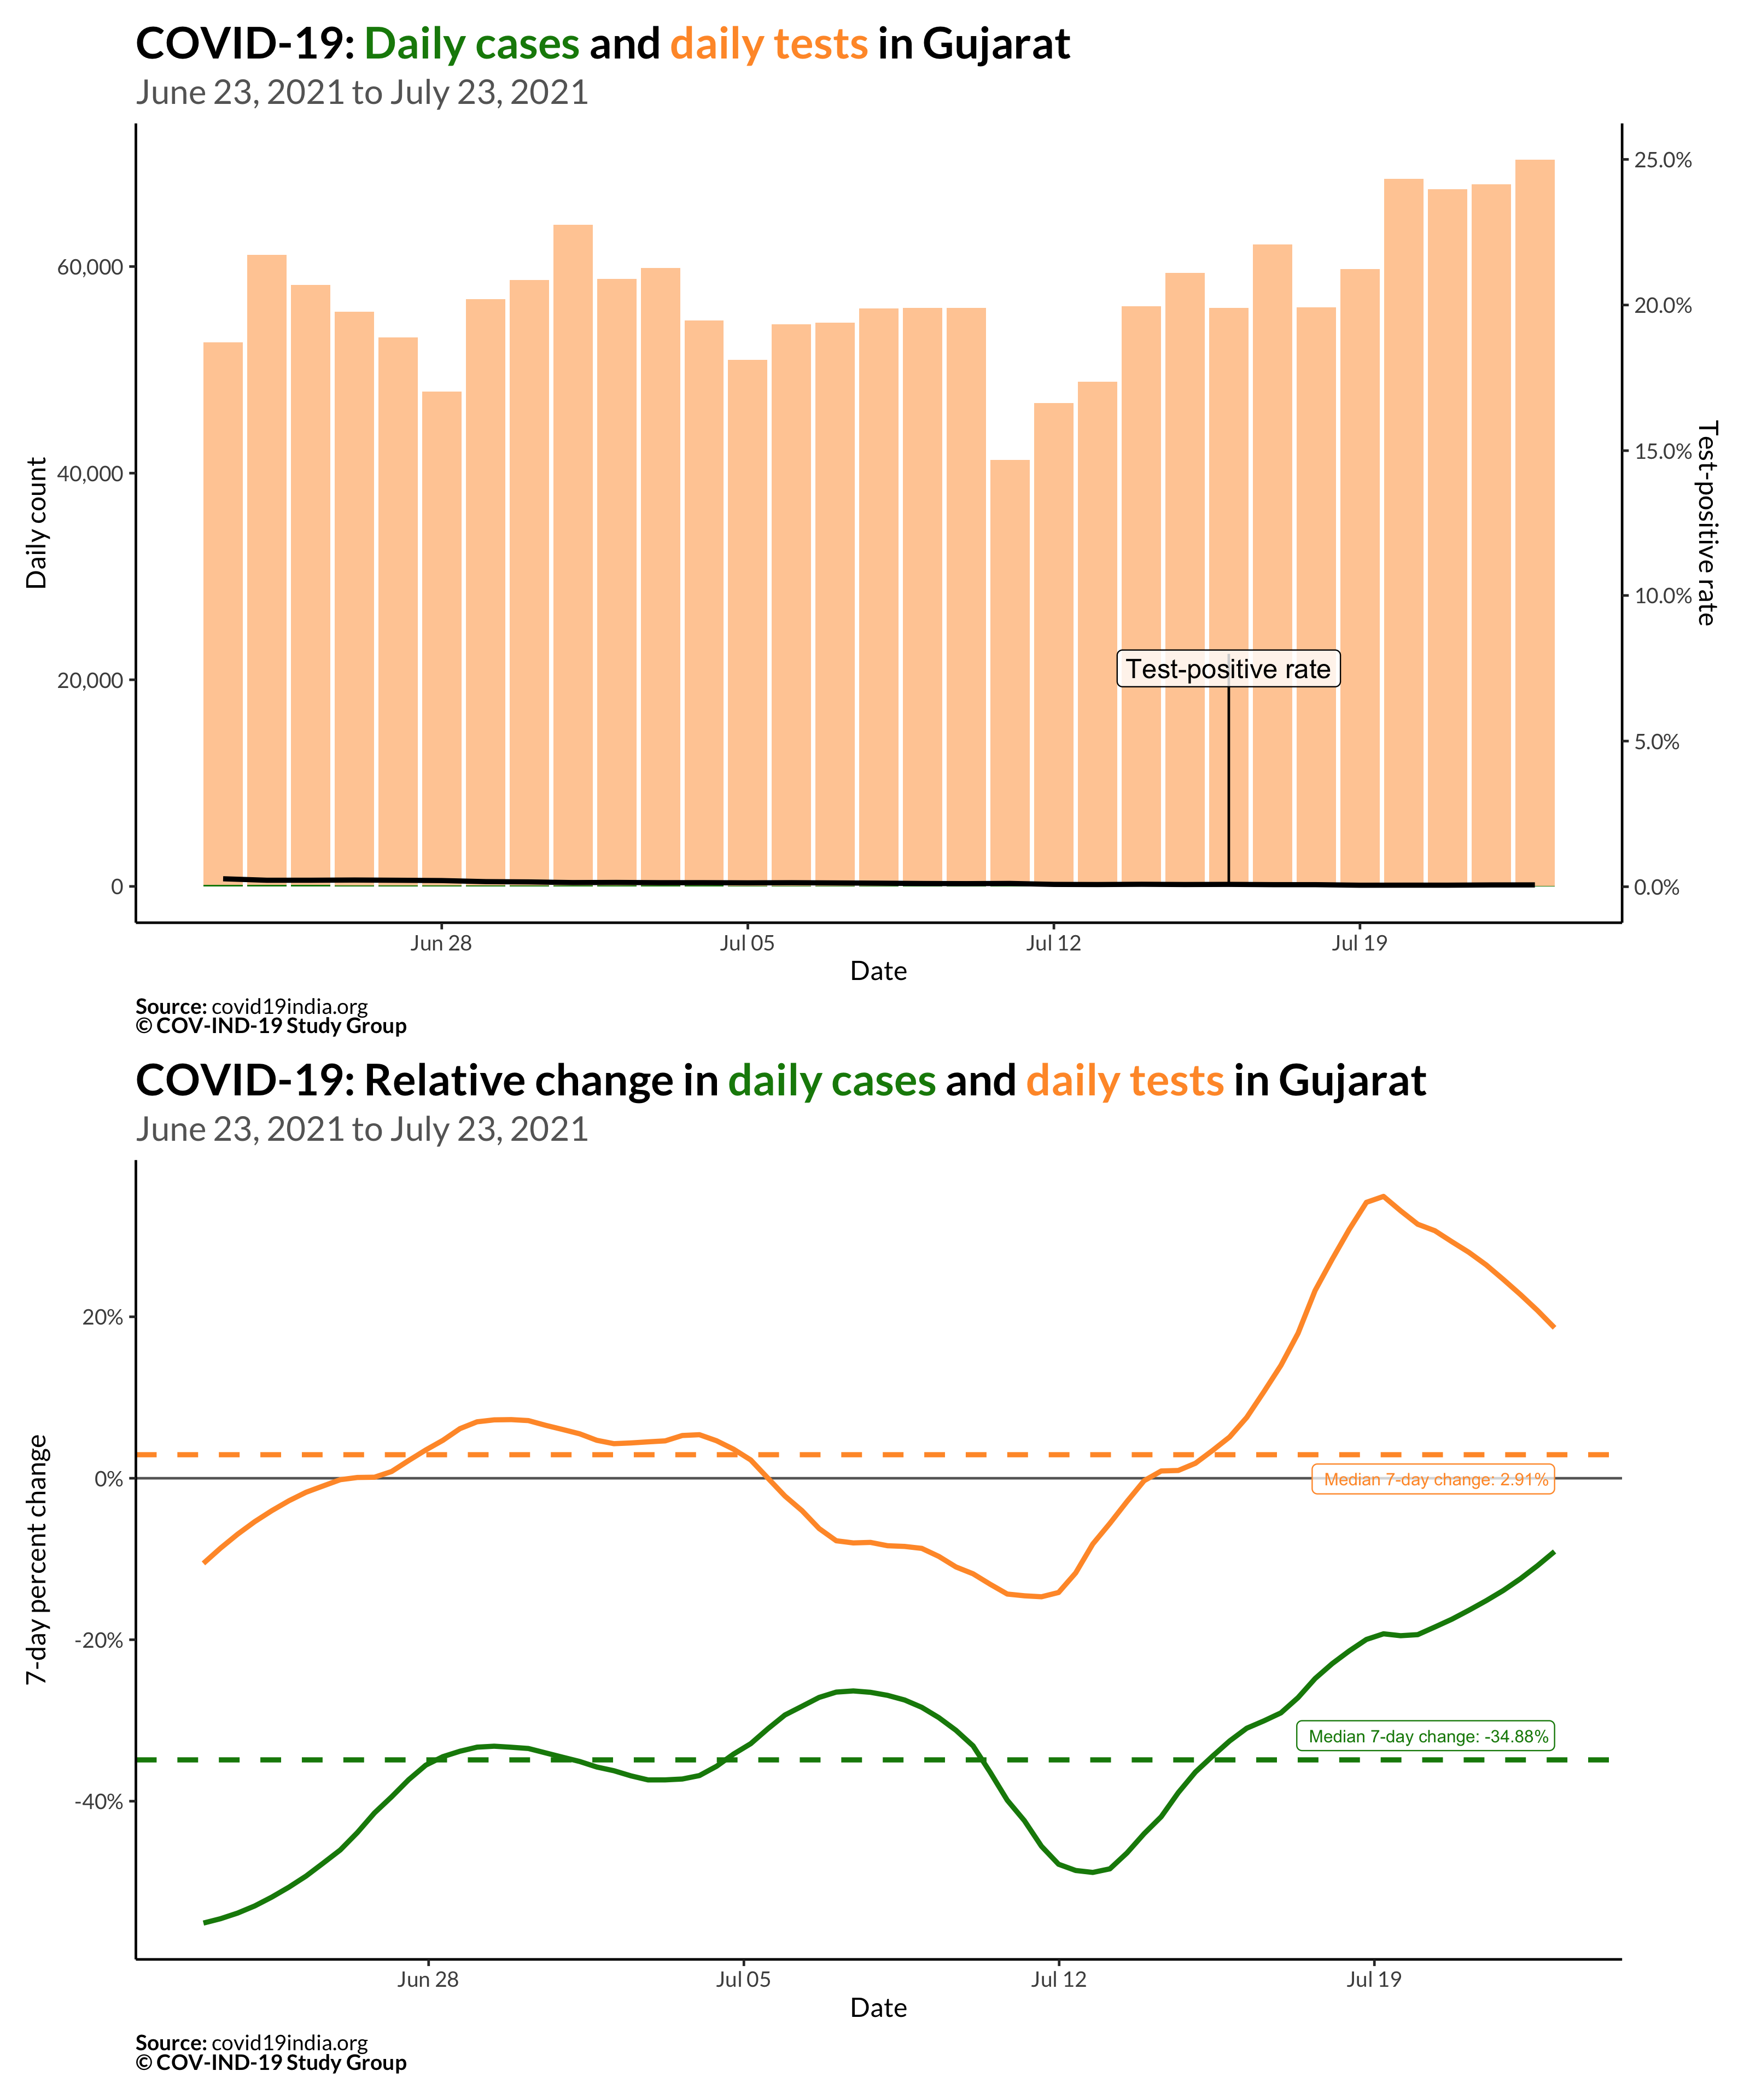 COVID-19: Daily cases and daily tests in Gujarat
June 23, 2021 to July 23, 2021
Daily count
60,000
40,000
20,000
0
25.0%
20.0%
15.0%
10.0%
5.0%
0.0%
Test-positive rate
Test-positive rate
Jun 28
Jul 05
Jul 12
Jul 19
Date
Source: covid19india.org
© COV-IND-19 Study Group
COVID-19: Relative change in daily cases and daily tests in Gujarat
June 23, 2021 to July 23, 2021
7-day percent change
20%
0%
-20%
-40%
Median 7-day change: 2.91%
Median 7-day change: -34.88%
Jun 28
Jul 05
Jul 12
Jul 19
Date
Source: covid19india.org
© COV-IND-19 Study Group